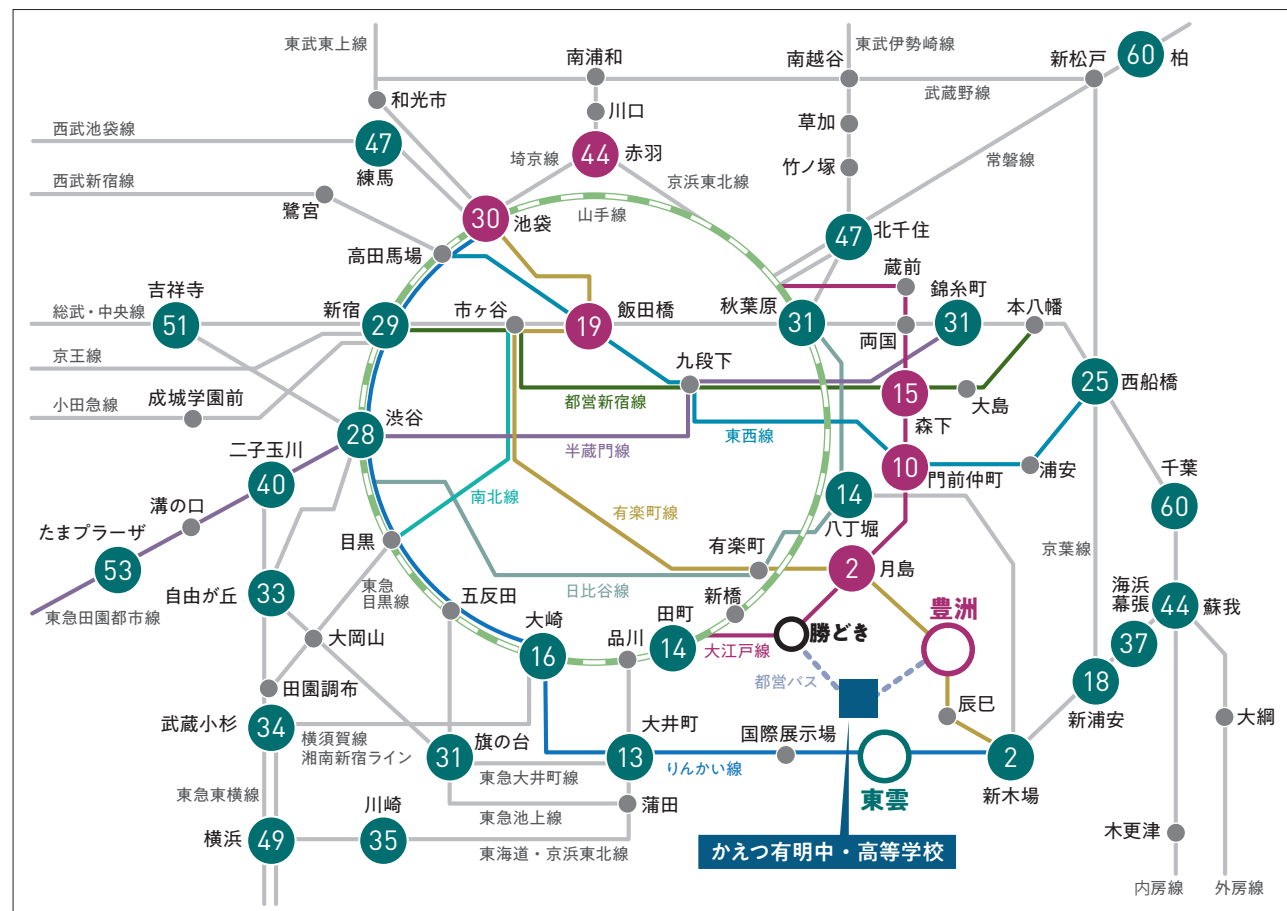 東武東上線
南浦和
東武伊勢崎線
南越谷
新松戸
60
柏
武蔵野線
和光市
川口
草加
西武池袋線
47
練馬
埼京線
44
赤羽
京浜東北線
竹ノ塚
常磐線
西武新宿線
鷺宮
30
池袋
山手線
47
北千住
高田馬場
蔵前
吉祥寺
51
総武・中央線
新宿
29
市ヶ谷
19
飯田橋
秋葉原
31
両国
錦糸町
31
本八幡
京王線
九段下
25
西船橋
小田急線
成城学園前
都営新宿線
15
森下
大島
渋谷
28
半蔵門線
東西線
二子玉川
40
南北線
10
門前仲町
浦安
千葉
60
溝の口
有楽町線
14
八丁堀
たまプラーザ
53
東急田園都市線
目黒
有楽町
2
月島
京葉線
日比谷線
東急
目黒線
自由が丘
33
五反田
新橋
豊洲
海浜
幕張
44
蘇我
大岡山
大崎
16
品川
田町
14
大江戸線
勝どき
37
都営バス
18
新浦安
田園調布
辰巳
武蔵小杉
34
横須賀線
湘南新宿ライン
31
旗の台
大井町
13
りんかい線
国際展示場
東雲
2
新木場
大綱
東急大井町線
東急東横線
川崎
東急池上線
蒲田
横浜
49
35
東海道・京浜東北線
かえつ有明中・高等学校
木更津
内房線
外房線